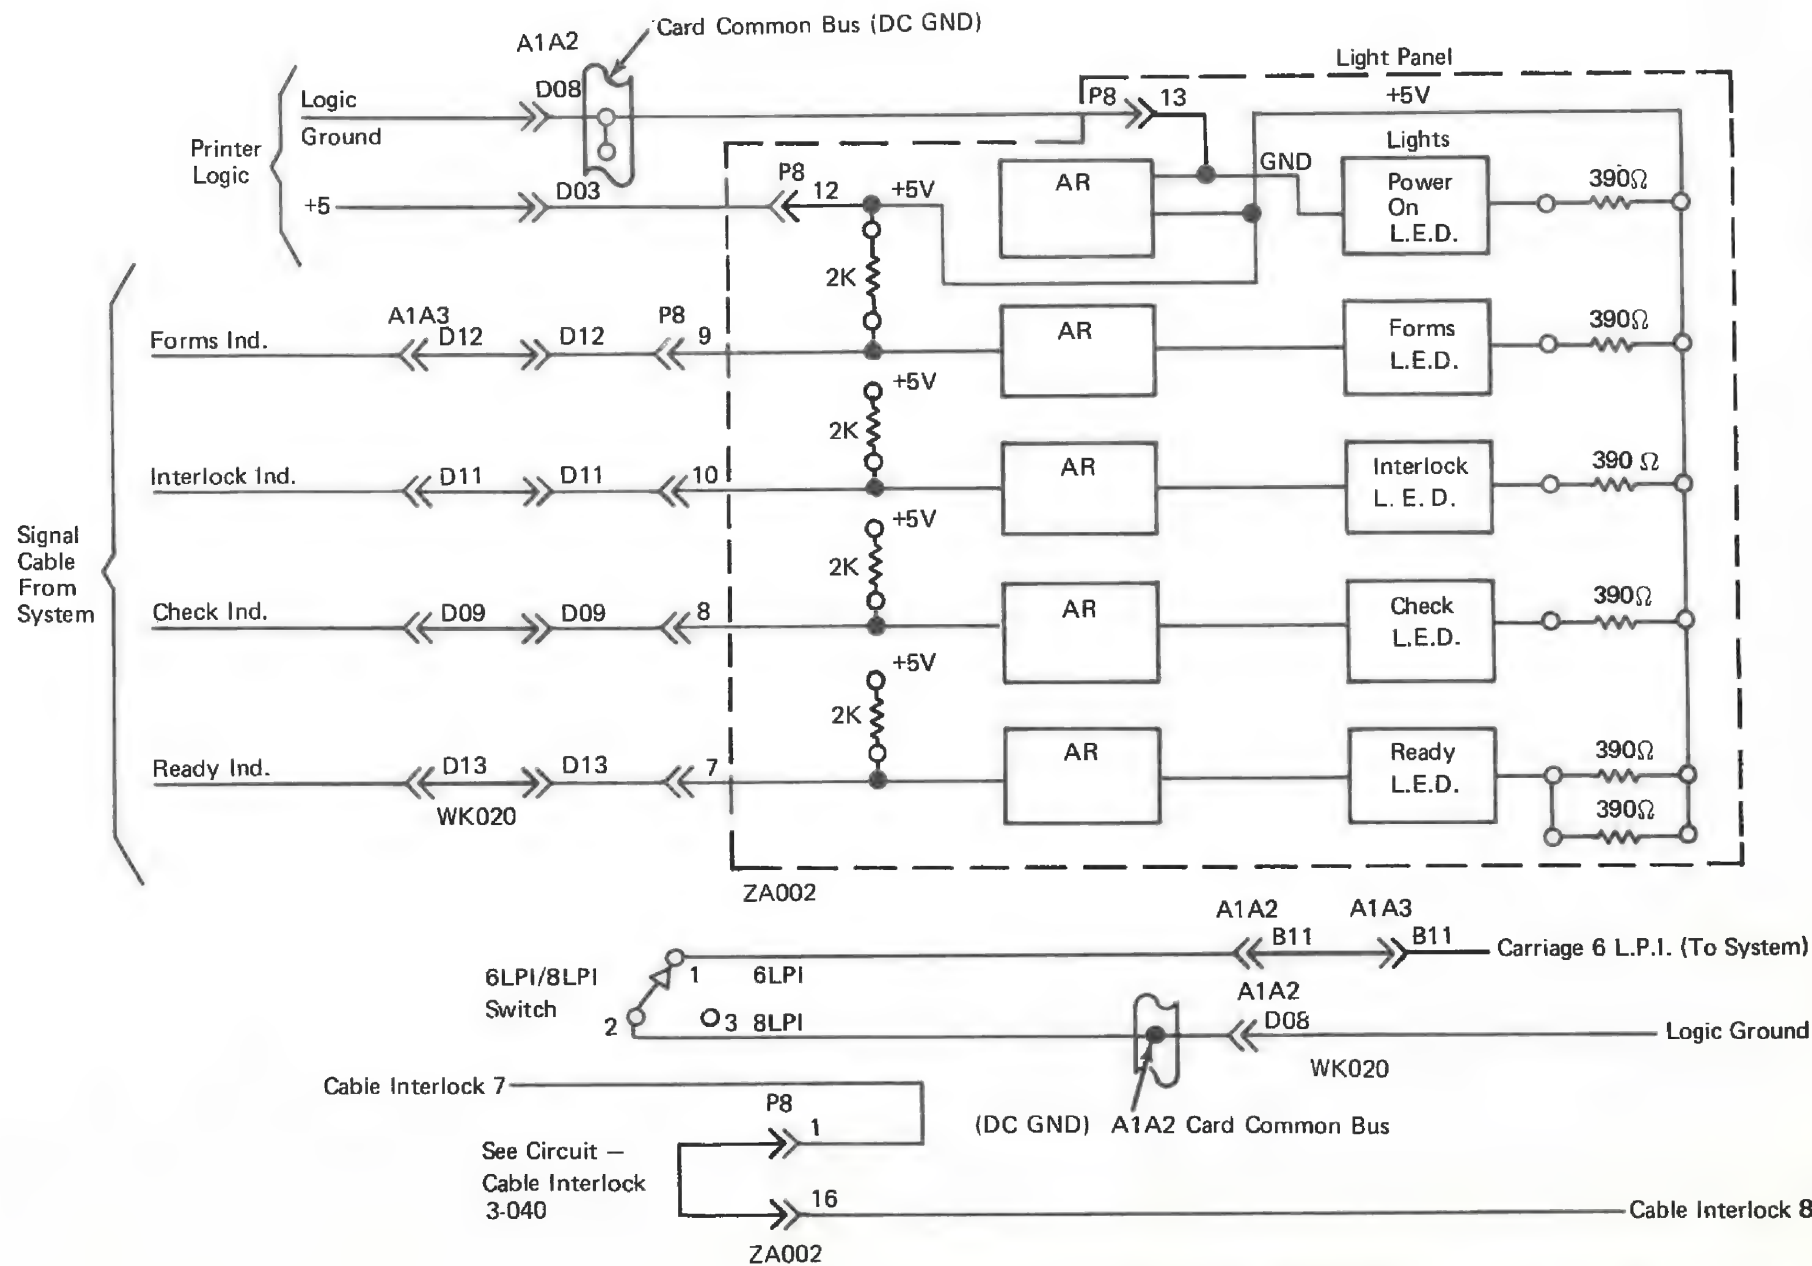 Card Common Bus (DC GND)
A1A2
Light Panel
D08
P8
13
+5V
Logic
Ground
Lights
Printer
Logic
GND
AR
Power
On
L.E.D.
390Ω
P8
12
+5V
D03
+5
2K
A1A3
D12
D12
P8
9
Forms Ind.
AR
Forms
L.E.D.
390Ω
+5V
2K
Interlock Ind.
D11
D11
10
AR
Interlock
L. E. D.
390 Ω
+5V
2K
Signal
Cable
From
System
Check Ind.
D09
D09
8
AR
Check
L.E.D.
390Ω
+5V
2K
Ready Ind.
D13
D13
7
AR
Ready
L.E.D.
390Ω
390Ω
WK020
ZA002
A1A2
A1A3
B11
B11
Carriage 6 L.P.I. (To System)
6LPI/8LPI
Switch
1
6LPI
2
3 8LPI
A1A2
D08
Logic Ground
WK020
Cable Interlock 7
P8
1
(DC GND) A1A2 Card Common Bus
See Circuit —
Cable Interlock
3-040
16
Cable Interlock 8
ZA002